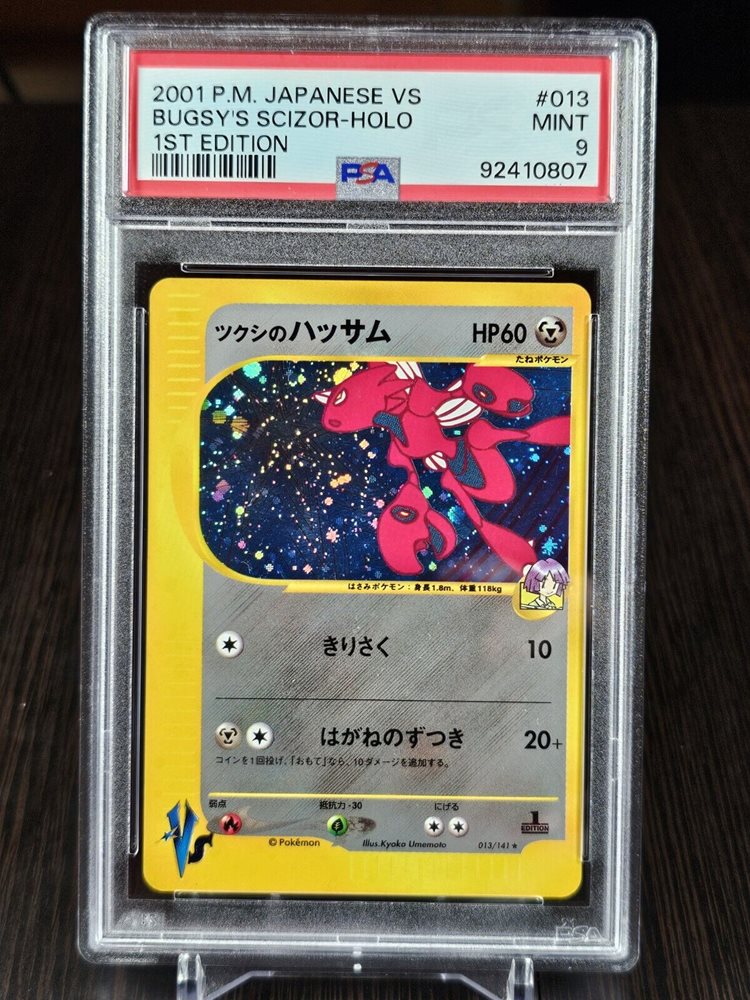 2001 P.M. JAPANESE VS #013
BUGSY'S SCIZOR-HOLO MINT
1ST EDITION 9
PSA 92410807
ツクシのハッサム HP60
たねポケモン
はさみポケモン：身長1.8m、体重118kg
きりさく 10
はがねのずつき 20+
コインを1回投げ、「おもて」なら、10ダメージを追加する。
弱点 抵抗力-30 にげる
1
EDITION
VS
©Pokémon Illus.Kyoko Umemoto 013/141★
PSA